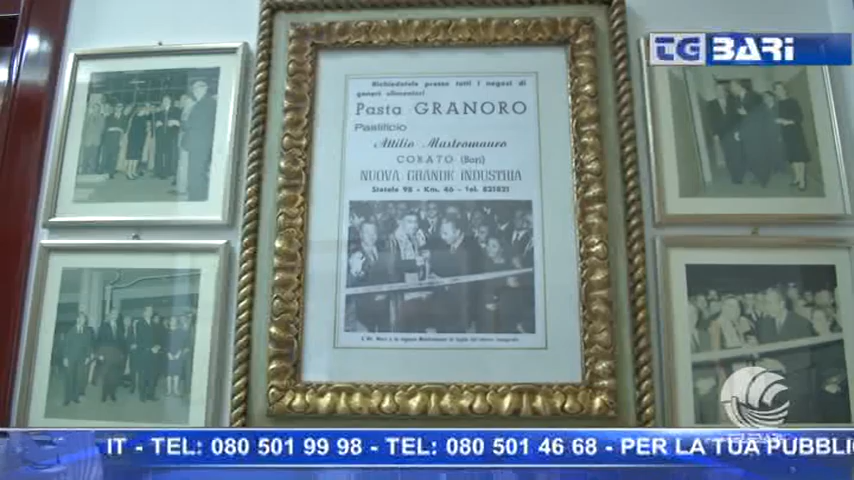 TG BARI
Richiedetela presso tutti i negozi di
generi alimentari
Pasta GRANORO
Pastificio
Attilio Mastromauro
CORATO (Bari)
NUOVA GRANDE INDUSTRIA
Statale 98 - Km. 46 - Tel. 821821
IT - TEL: 080 501 99 98 - TEL: 080 501 46 68 - PER LA TUA PUBBLIC